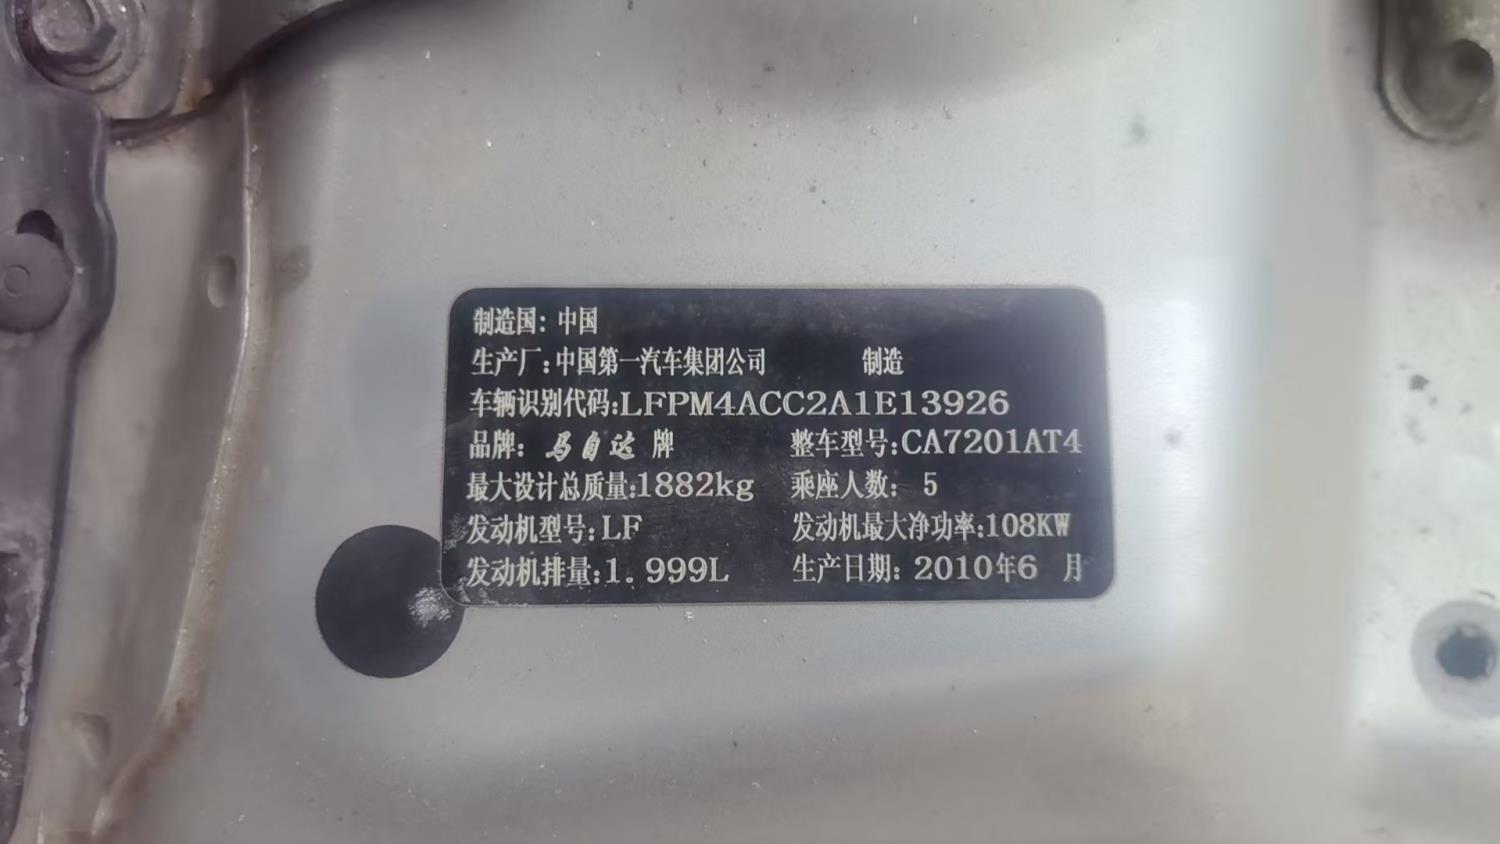 制造国：中国
生产厂：中国第一汽车集团公司 制造
车辆识别代码:LFPM4ACC2A1E13926
品牌：马自达 牌 整车型号:CA7201AT4
最大设计总质量:1882kg 乘座人数： 5
发动机型号:LF 发动机最大净功率:108KW
发动机排量:1.999L 生产日期：2010年6 月